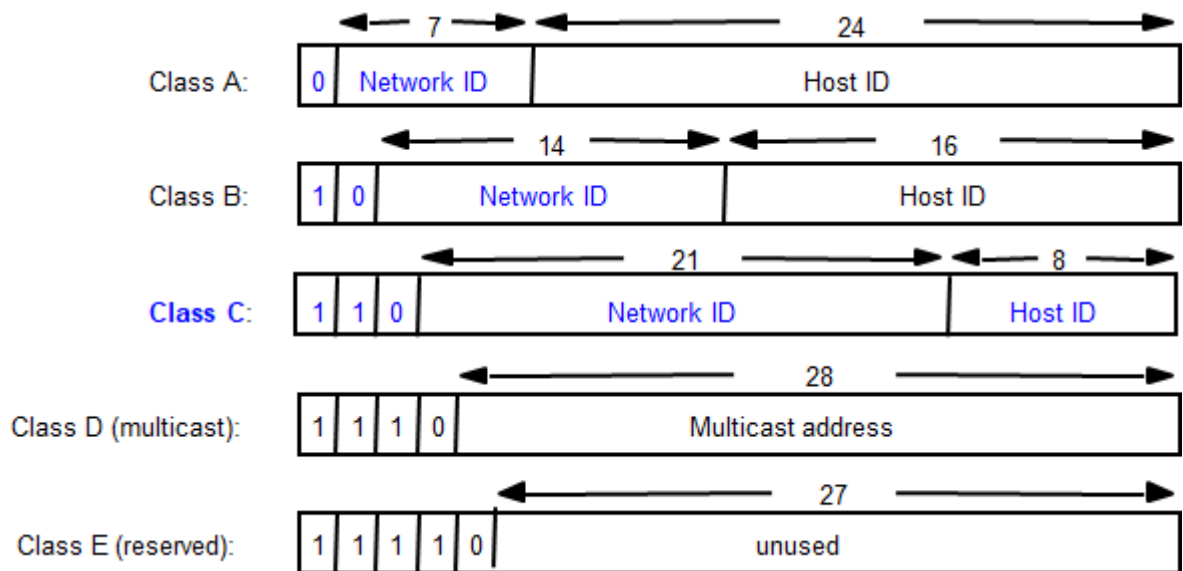 7 24
Class A: 0 Network ID Host ID
14 16
Class B: 1 0 Network ID Host ID
21 8
Class C: 1 1 0 Network ID Host ID
28
Class D (multicast): 1 1 1 0 Multicast address
27
Class E (reserved): 1 1 1 1 0 unused